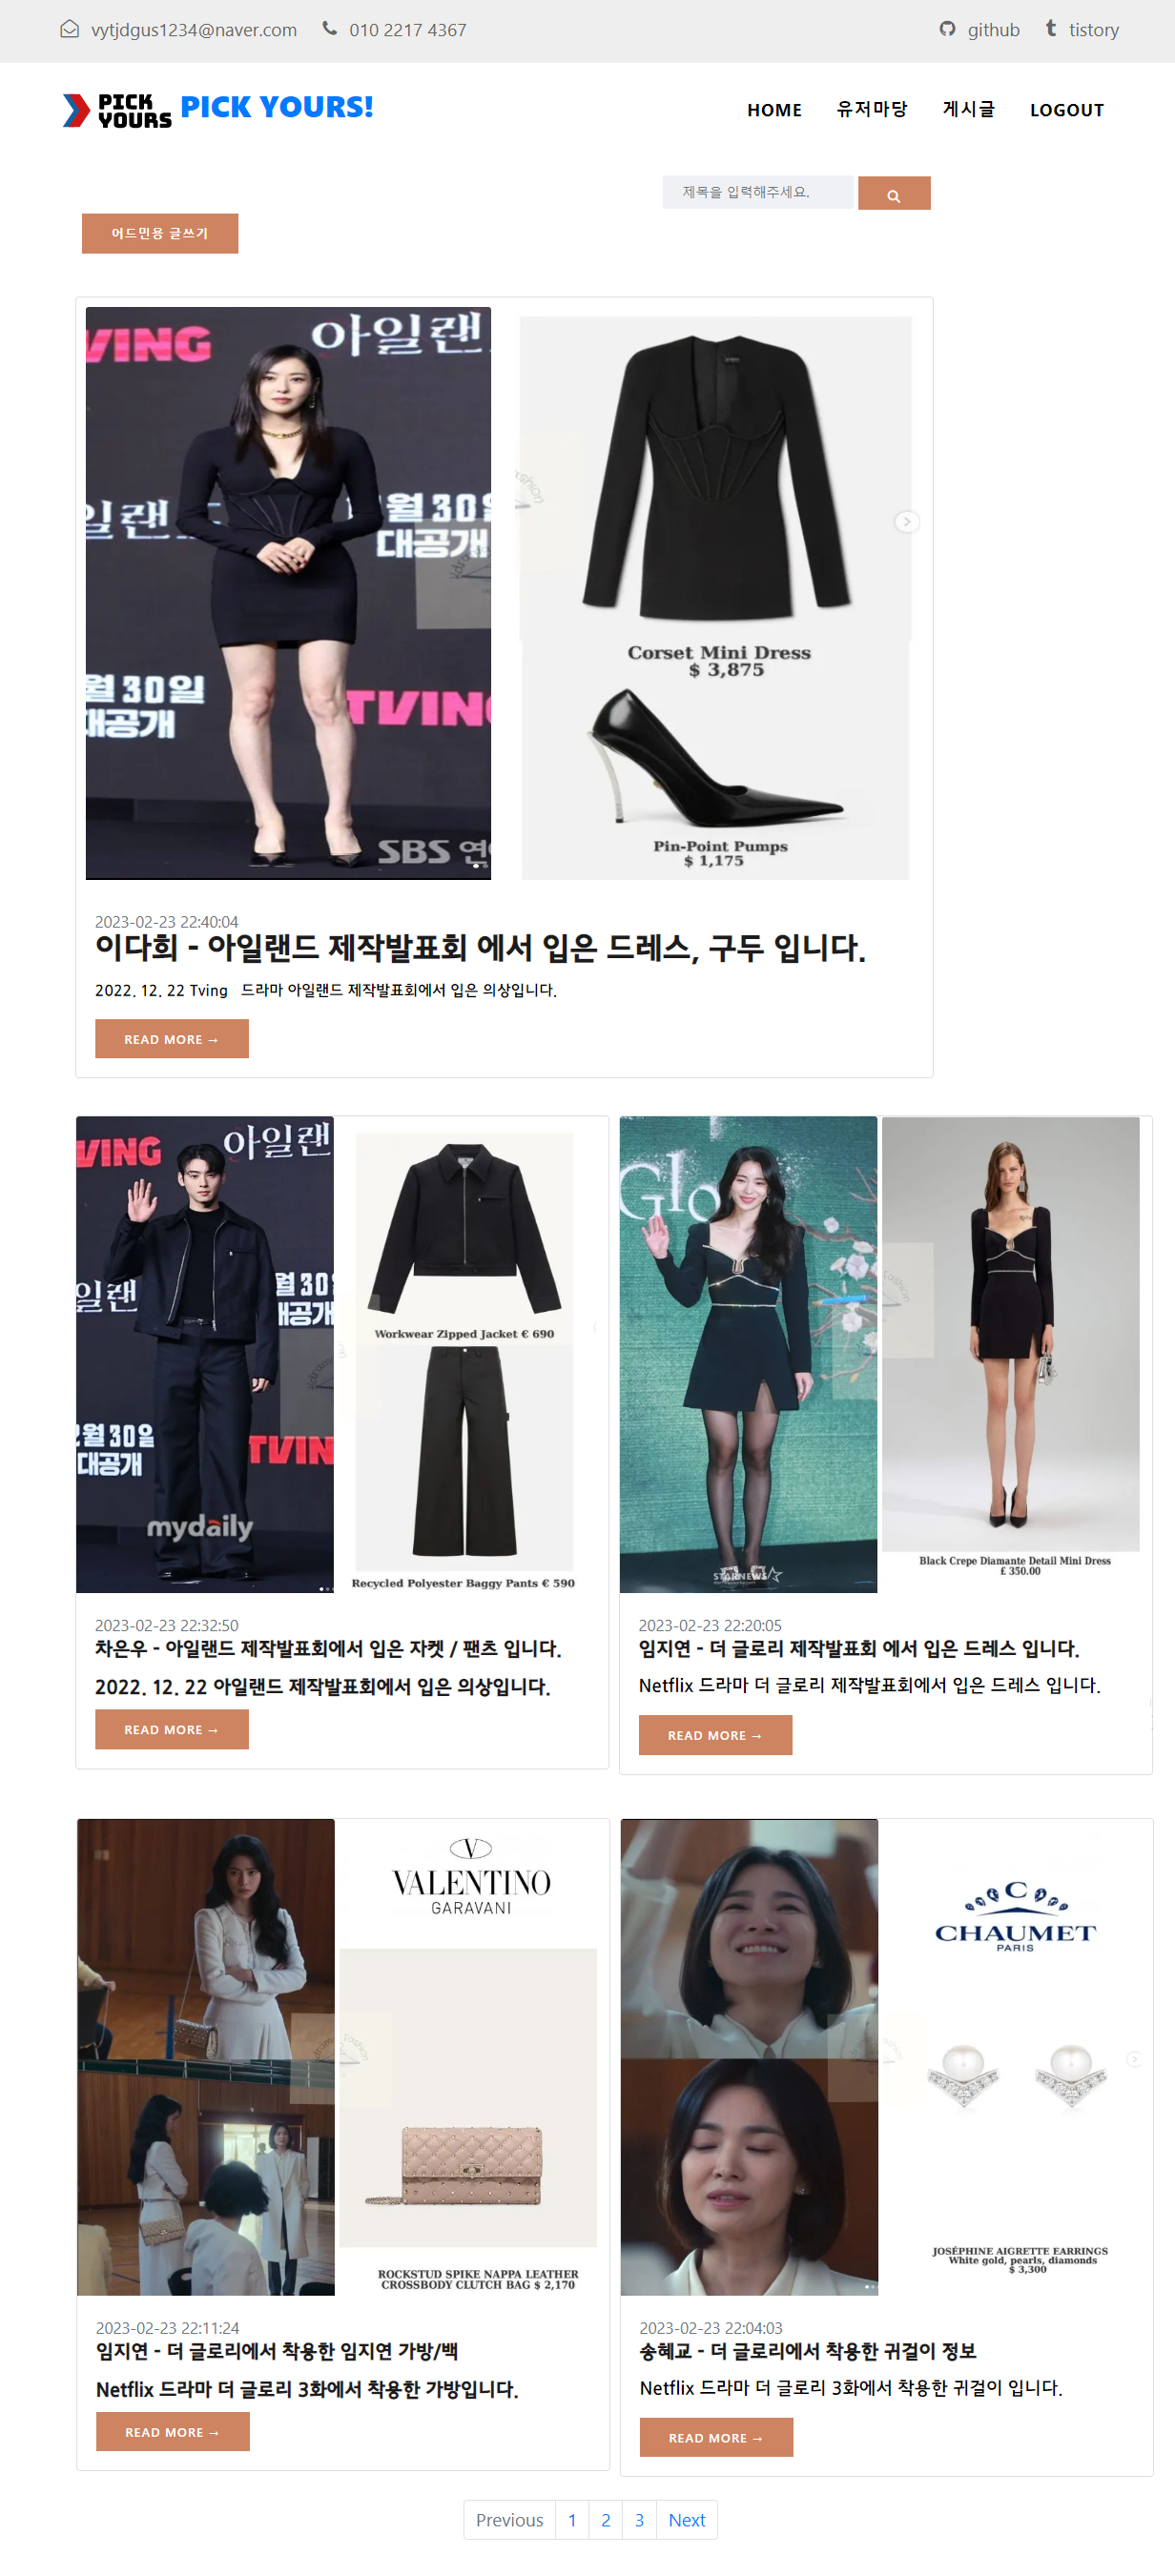 vytjdgus1234@naver.com 010 2217 4367 github tistory
PICK YOURS PICK YOURS! HOME 유저마당 게시글 LOGOUT
제목을 입력해주세요.
어드민용 글쓰기
VING 아일랜
일랜드 월 30일
대공개
fashion
Corset Mini Dress
$ 3,875
월 30일
대공개 TVING
SBS 연
Pin-Point Pumps
$ 1,175
2023-02-23 22:40:04
이다희 - 아일랜드 제작발표회 에서 입은 드레스, 구두 입니다.
2022. 12. 22 Tving 드라마 아일랜드 제작발표회에서 입은 의상입니다.
READ MORE →
VING 아일랜
일랜 월 30
대공개
Workwear Zipped Jacket € 690
2월 30일
대공개 TVIN
mydaily
Recycled Polyester Baggy Pants € 590
2023-02-23 22:32:50
차은우 - 아일랜드 제작발표회에서 입은 자켓 / 팬츠 입니다.
2022. 12. 22 아일랜드 제작발표회에서 입은 의상입니다.
READ MORE →
Glo
fashion
STARNEWS
Black Crepe Diamante Detail Mini Dress
£ 350.00
2023-02-23 22:20:05
임지연 - 더 글로리 제작발표회 에서 입은 드레스 입니다.
Netflix 드라마 더 글로리 제작발표회에서 입은 드레스 입니다.
READ MORE →
V
VALENTINO
GARAVANI
fashion
ROCKSTUD SPIKE NAPPA LEATHER
CROSSBODY CLUTCH BAG $ 2,170
2023-02-23 22:11:24
임지연 - 더 글로리에서 착용한 임지연 가방/백
Netflix 드라마 더 글로리 3화에서 착용한 가방입니다.
READ MORE →
C
CHAUMET
PARIS
JOSÉPHINE AIGRETTE EARRINGS
White gold, pearls, diamonds
$ 3,300
2023-02-23 22:04:03
송혜교 - 더 글로리에서 착용한 귀걸이 정보
Netflix 드라마 더 글로리 3화에서 착용한 귀걸이 입니다.
READ MORE →
Previous 1 2 3 Next